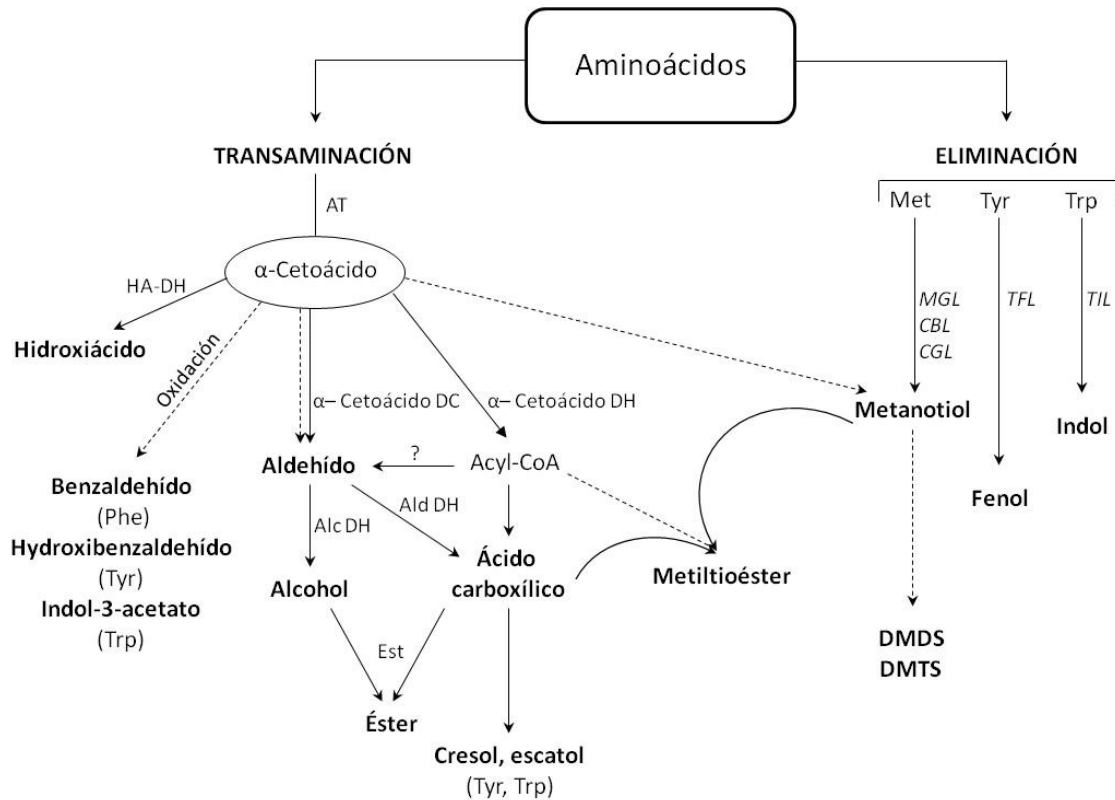 Aminoácidos
TRANSAMINACIÓN
ELIMINACIÓN
AT
Met Tyr Trp
α-Cetoácido
HA-DH
MGL
CBL
CGL
TFL
TIL
Hidroxiácido
Oxidación
α– Cetoácido DC
α– Cetoácido DH
Metanotiol
Indol
Aldehído
?
Acyl-CoA
Benzaldehído
(Phe)
Hydroxibenzaldehído
(Tyr)
Indol-3-acetato
(Trp)
Alc DH
Ald DH
Fenol
Alcohol
Ácido
carboxílico
Metiltioéster
DMDS
DMTS
Est
Éster
Cresol, escatol
(Tyr, Trp)